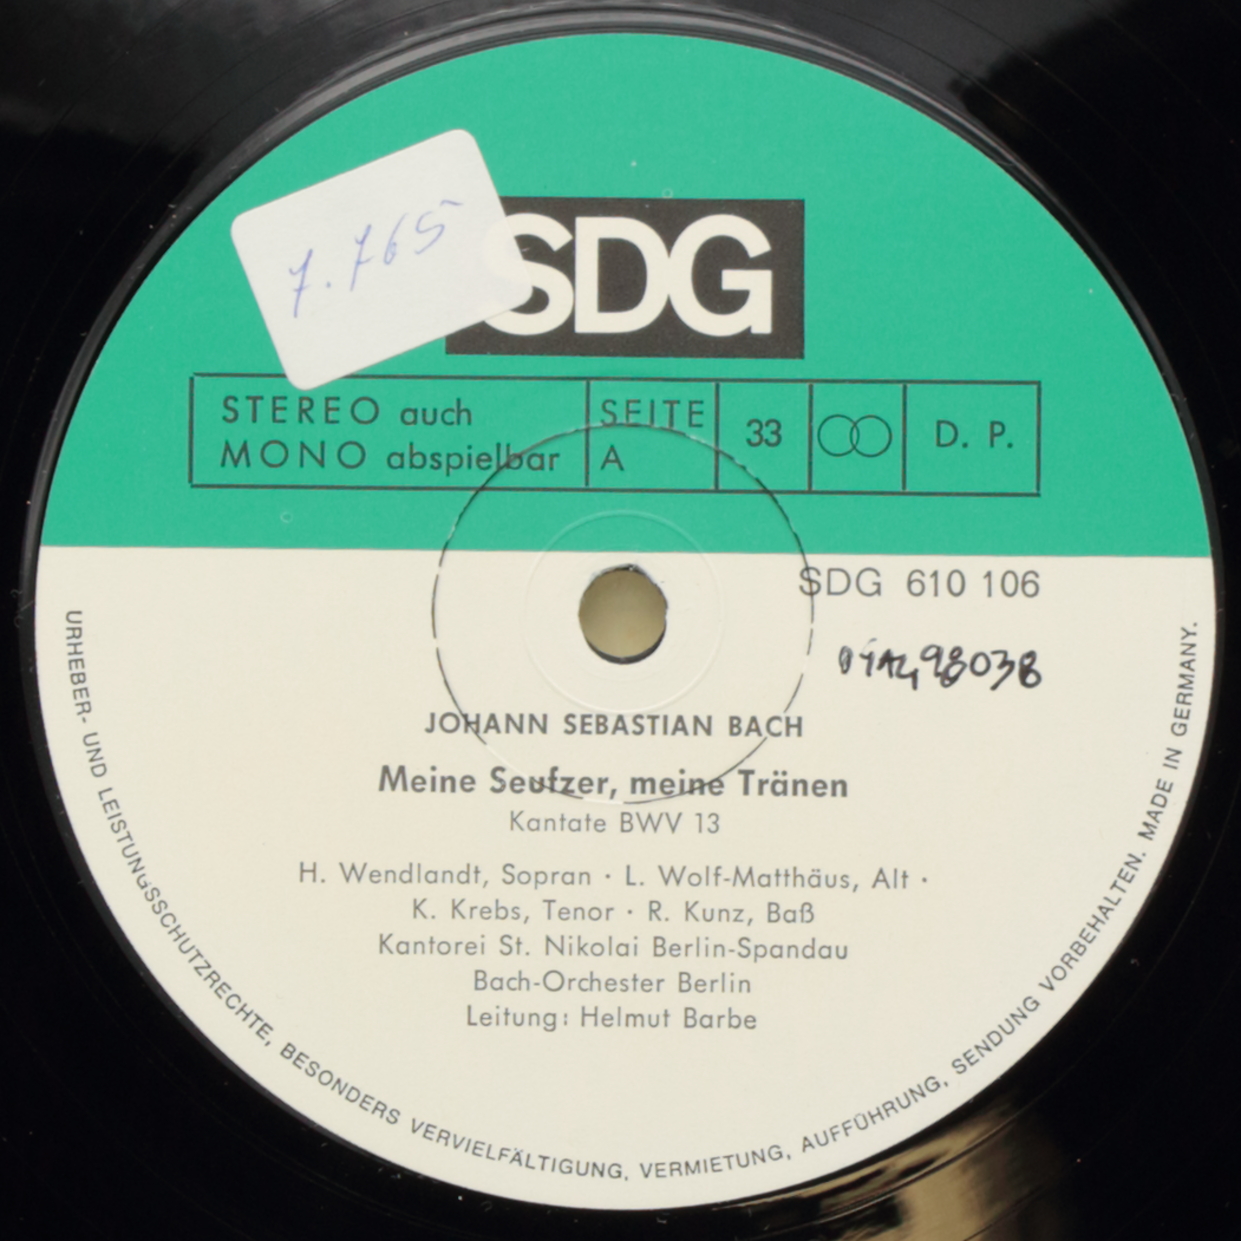 7.765
SDG
STEREO auch
MONO abspielbar
SEITE
A
33
D. P.
SDG 610 106
98038
JOHANN SEBASTIAN BACH
Meine Seufzer, meine Tränen
Kantate BWV 13
H. Wendlandt, Sopran · L. Wolf-Matthäus, Alt ·
K. Krebs, Tenor · R. Kunz, Baß
Kantorei St. Nikolai Berlin-Spandau
Bach-Orchester Berlin
Leitung: Helmut Barbe
URHEBER- UND LEISTUNGSSCHUTZRECHTE, BESONDERS VERVIELFÄLTIGUNG, VERMIETUNG, AUFFÜHRUNG, SENDUNG VORBEHALTEN. MADE IN GERMANY.